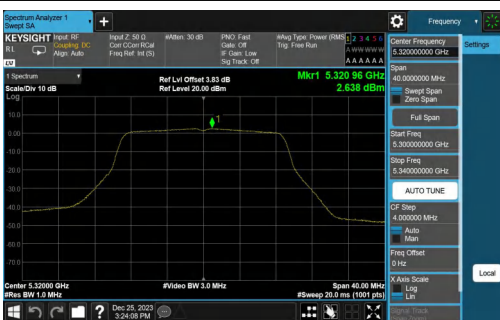 Spectrum Analyzer 1
Swept SA
+
Frequency
KEYSIGHT
Input: RF
Input Z: 50 Ω
#Atten: 30 dB
PNO: Fast
#Avg Type: Power (RMS
1 2 3 4 5 6
R L
Coupling: DC
Corr CCorr RCal
Gate: Off
Trig: Free Run
Align: Auto
Freq Ref: Int (S)
IF Gain: Low
Sig Track: Off
A W W W W W
A A A A A A
LVI
1 Spectrum
Scale/Div 10 dB
Log
Ref Lvl Offset 3.83 dB
Ref Level 20.00 dBm
Mkr1 5.320 96 GHz
2.638 dBm
10.0
0.00
-10.0
-20.0
-30.0
-40.0
-50.0
-60.0
-70.0
1
Center 5.32000 GHz
#Video BW 3.0 MHz
Span 40.00 MHz
#Res BW 1.0 MHz
#Sweep 20.0 ms (1001 pts)
Center Frequency
5.320000000 GHz
Settings
Span
40.0000000 MHz
Swept Span
Zero Span
Full Span
Start Freq
5.300000000 GHz
Stop Freq
5.340000000 GHz
AUTO TUNE
CF Step
4.000000 MHz
Auto
Man
Freq Offset
0 Hz
X Axis Scale
Log
Lin
Local
Signal Track
?
Dec 25, 2023
3:24:08 PM